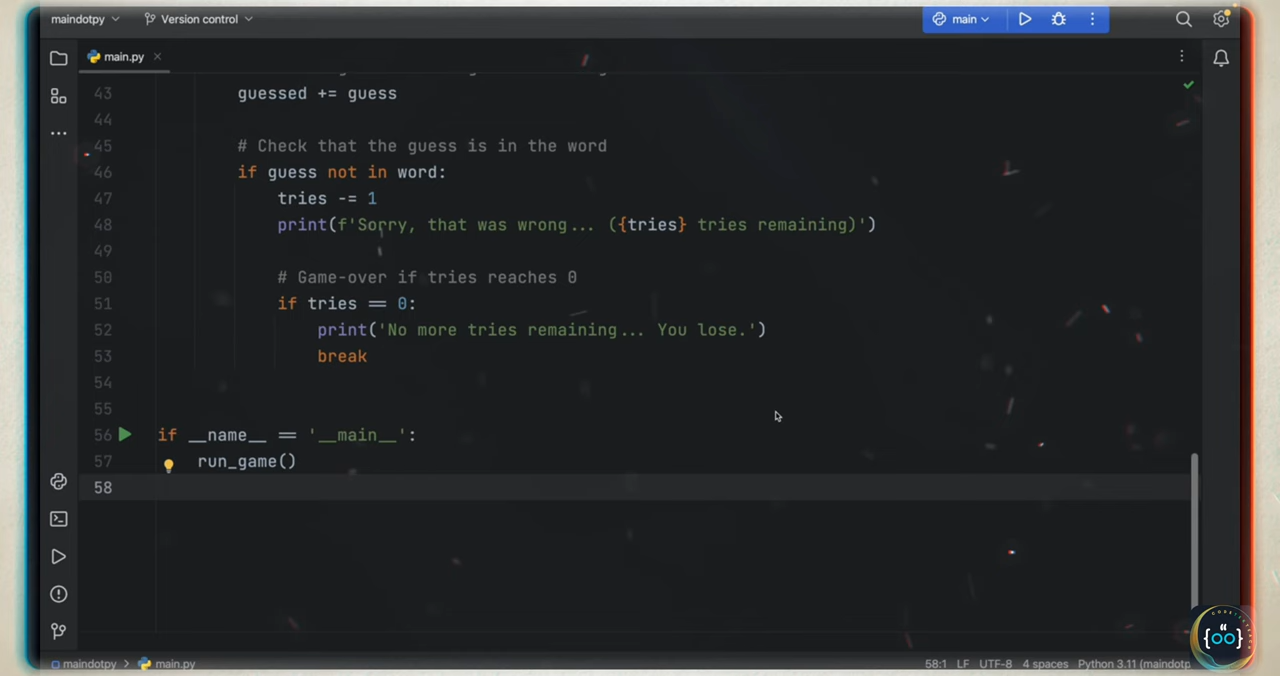 maindotpy Version control main
main.py
43 guessed += guess
44
45 # Check that the guess is in the word
46 if guess not in word:
47 tries -= 1
48 print(f'Sorry, that was wrong... ({tries} tries remaining)')
49
50 # Game-over if tries reaches 0
51 if tries == 0:
52 print('No more tries remaining... You lose.')
53 break
54
55
56 if __name__ == '__main__':
57 run_game()
58
maindotpy > main.py 58:1 LF UTF-8 4 spaces Python 3.11 (maindotp